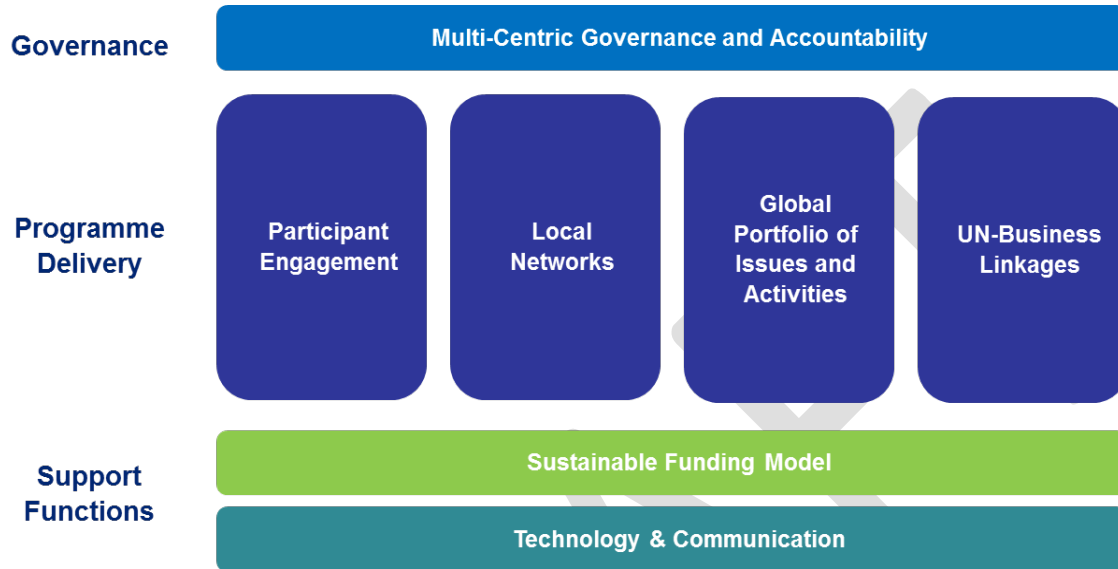 Governance
Multi-Centric Governance and Accountability
Programme
Delivery
Participant
Engagement
Local
Networks
Global
Portfolio of
Issues and
Activities
UN-Business
Linkages
Support
Functions
Sustainable Funding Model
Technology & Communication